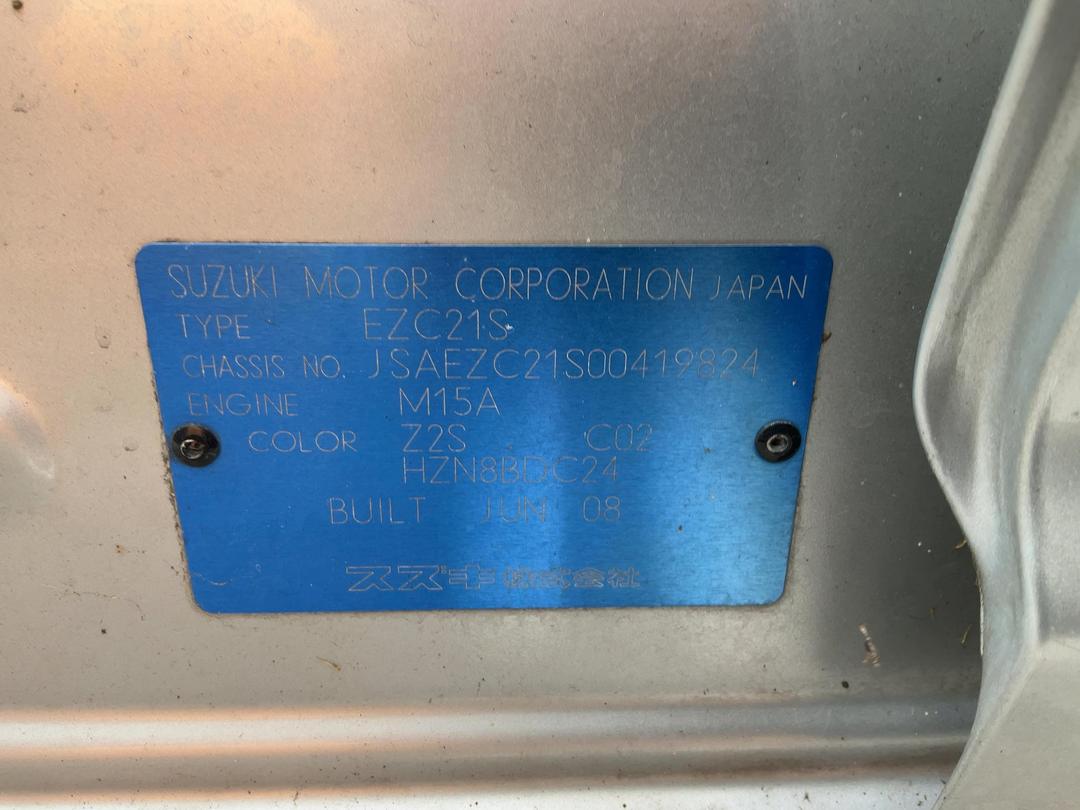 SUZUKI MOTOR CORPORATION JAPAN
TYPE EZC21S
CHASSIS NO. JSAEZC21S00419824
ENGINE M15A
COLOR Z2S C02
HZN8BDC24
BUILT JUN 08
スズキ株式会社